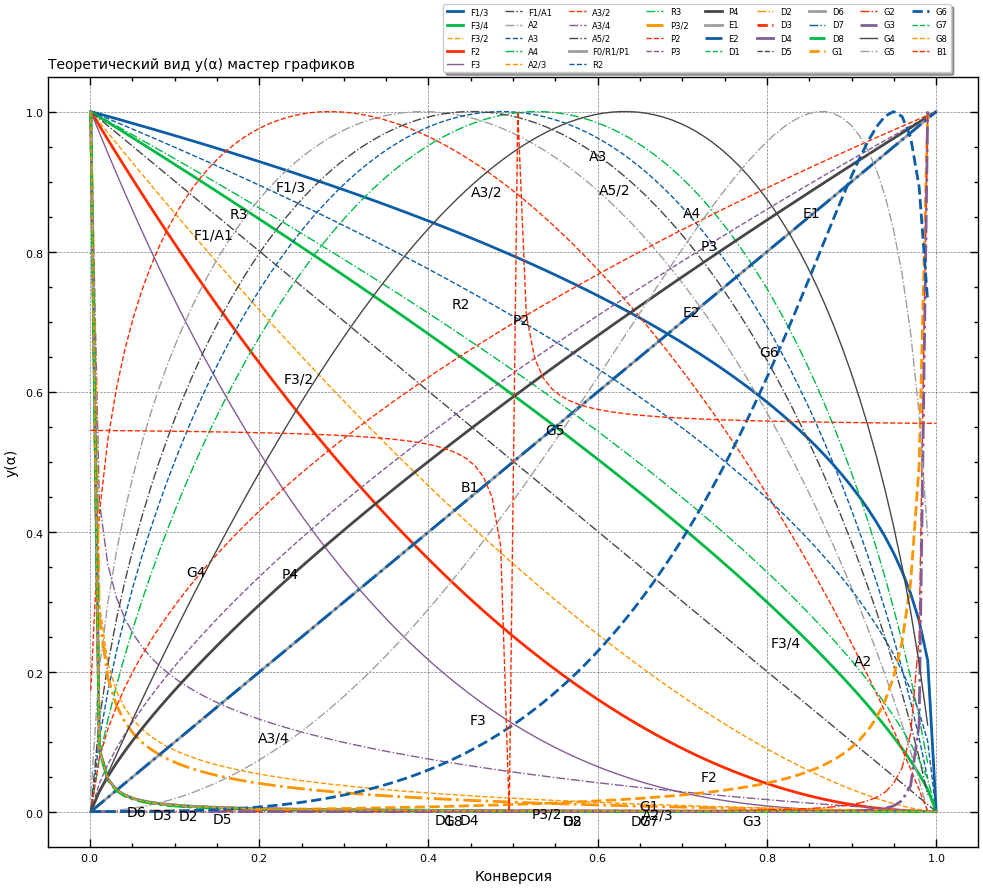 F1/3 F1/A1 A3/2 R3 P4 D2 D6 G2 G6
F3/4 A2 A3/4 P3/2 E1 D3 D7 G3 G7
F3/2 A3 A5/2 P2 E2 D4 D8 G4 G8
F2 A4 F0/R1/P1 P3 D1 D5 G1 G5 B1
F3 A2/3 R2
Теоретический вид y(α) мастер графиков
1.0
0.8
0.6
0.4
0.2
0.0
y(α)
A3
F1/3 A3/2 A5/2
R3 A4 E1
F1/A1 P3
R2 P2 E2
G6
F3/2
G5
B1
G4 P4
F3/4
A2
F3 A3/4
F2
G1
D6 D3 D2 D5 P3/2 A2/3
G8 D4 G3
0.0 0.2 0.4 0.6 0.8 1.0
Конверсия